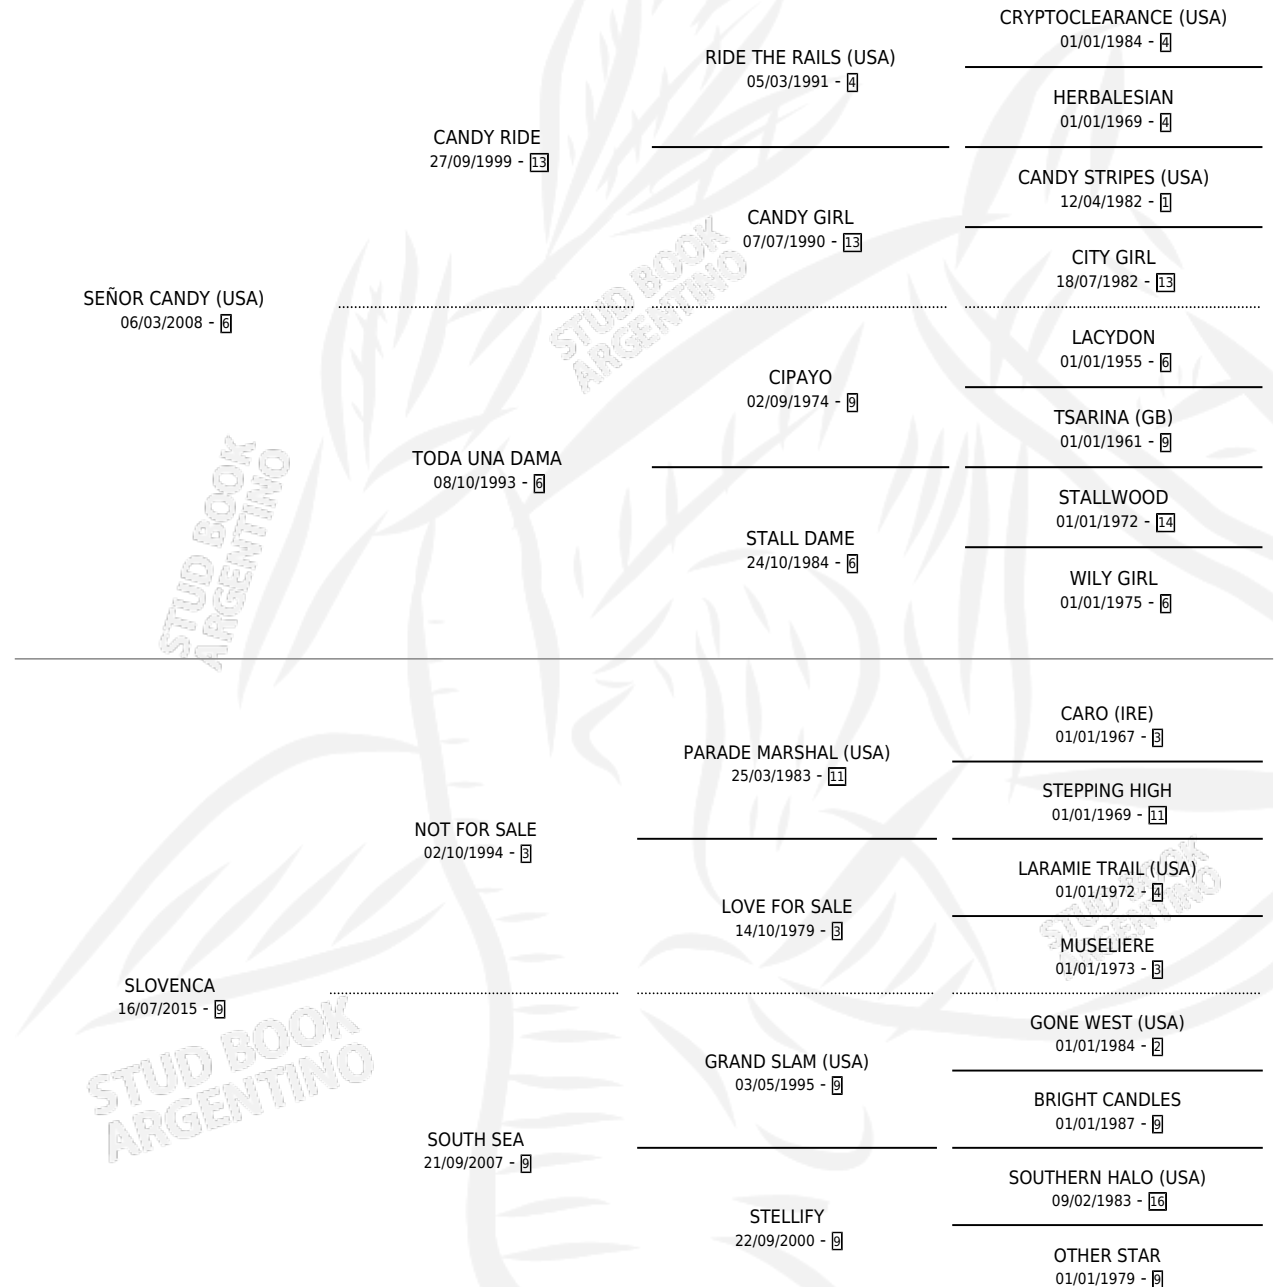 CRYPTOCLEARANCE (USA)
01/01/1984 - 4
RIDE THE RAILS (USA)
05/03/1991 - 4
HERBALESIAN
01/01/1969 - 4
CANDY RIDE
27/09/1999 - 13
CANDY STRIPES (USA)
12/04/1982 - 1
CANDY GIRL
07/07/1990 - 13
CITY GIRL
18/07/1982 - 13
SEÑOR CANDY (USA)
06/03/2008 - 6
LACYDON
01/01/1955 - 6
CIPAYO
02/09/1974 - 9
TSARINA (GB)
01/01/1961 - 9
TODA UNA DAMA
08/10/1993 - 6
STALLWOOD
01/01/1972 - 14
STALL DAME
24/10/1984 - 6
WILY GIRL
01/01/1975 - 6
CARO (IRE)
01/01/1967 - 3
PARADE MARSHAL (USA)
25/03/1983 - 11
STEPPING HIGH
01/01/1969 - 11
NOT FOR SALE
02/10/1994 - 3
LARAMIE TRAIL (USA)
01/01/1972 - 4
LOVE FOR SALE
14/10/1979 - 3
MUSELIERE
01/01/1973 - 3
SLOVENCA
16/07/2015 - 9
GONE WEST (USA)
01/01/1984 - 2
GRAND SLAM (USA)
03/05/1995 - 9
BRIGHT CANDLES
01/01/1987 - 9
SOUTH SEA
21/09/2007 - 9
SOUTHERN HALO (USA)
09/02/1983 - 16
STELLIFY
22/09/2000 - 9
OTHER STAR
01/01/1979 - 9
STUD BOOK
ARGENTINO
STUD BOOK
ARGENTINO
STUD BOOK
ARGENTINO
STUD BOOK
ARGENTINO